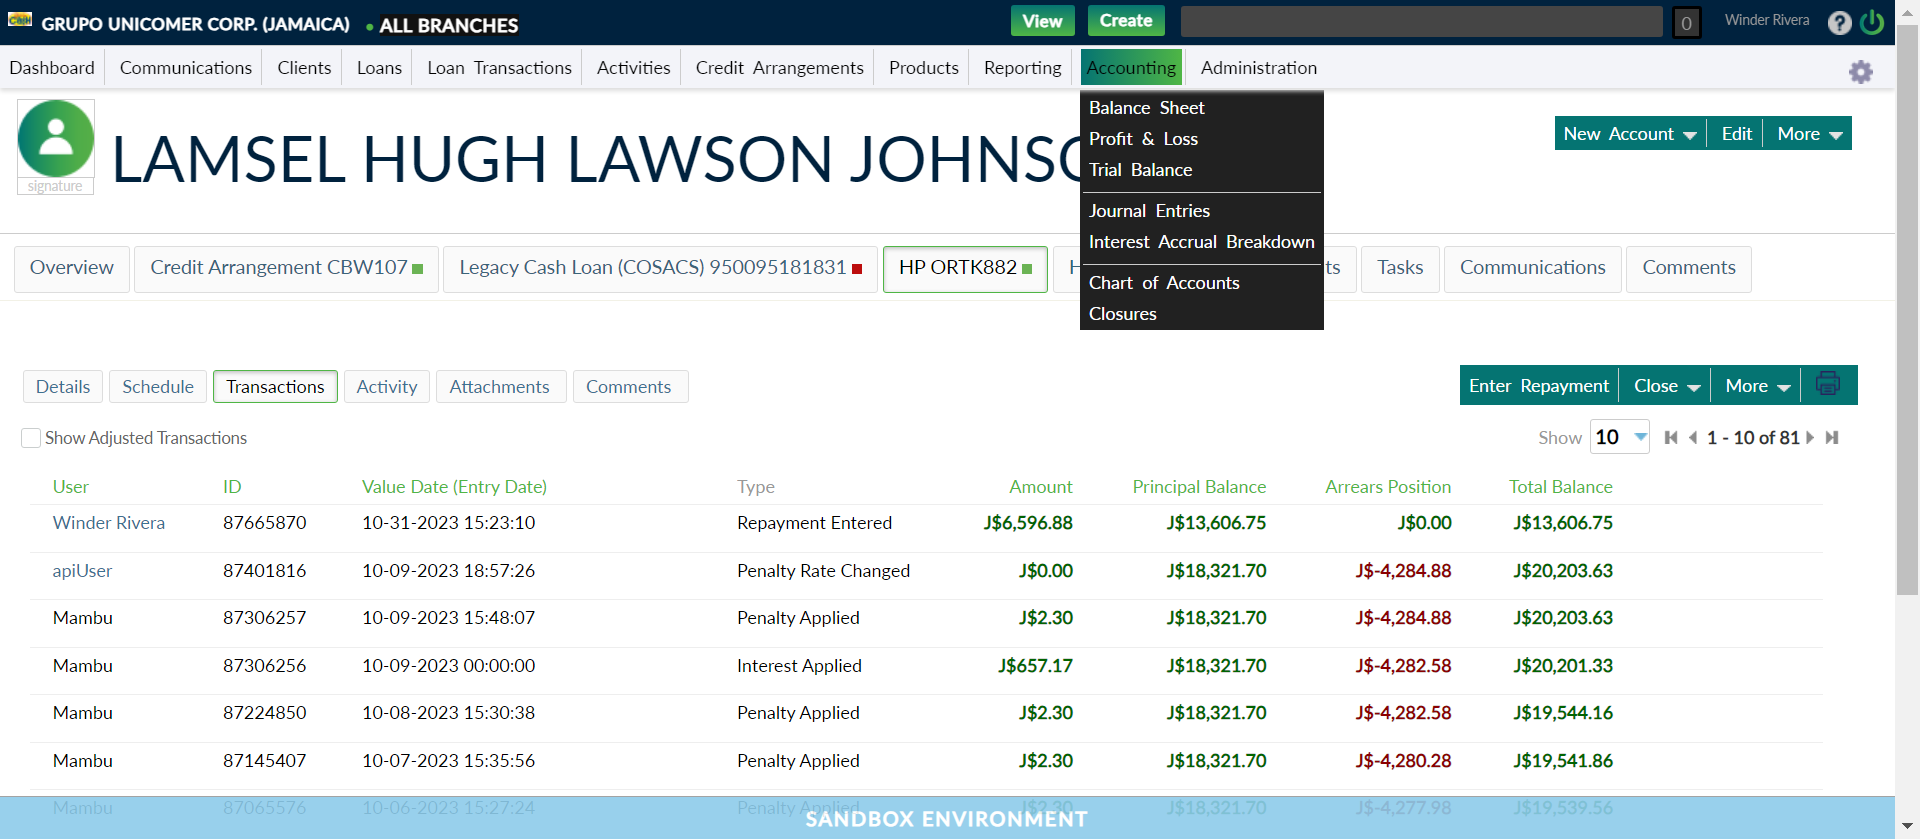 Cash GRUPO UNICOMER CORP. (JAMAICA) • ALL BRANCHES View Create 0 Winder Rivera ?
Dashboard Communications Clients Loans Loan Transactions Activities Credit Arrangements Products Reporting Accounting Administration
Balance Sheet
Profit & Loss
Trial Balance
Journal Entries
Interest Accrual Breakdown
Chart of Accounts
Closures
signature
LAMSEL HUGH LAWSON JOHNSO
New Account Edit More
Overview Credit Arrangement CBW107 Legacy Cash Loan (COSACS) 950095181831 HP ORTK882 H ts Tasks Communications Comments
Details Schedule Transactions Activity Attachments Comments Enter Repayment Close More
Show Adjusted Transactions Show 10 1 - 10 of 81
User ID Value Date (Entry Date) Type Amount Principal Balance Arrears Position Total Balance
Winder Rivera 87665870 10-31-2023 15:23:10 Repayment Entered J$6,596.88 J$13,606.75 J$0.00 J$13,606.75
apiUser 87401816 10-09-2023 18:57:26 Penalty Rate Changed J$0.00 J$18,321.70 J$-4,284.88 J$20,203.63
Mambu 87306257 10-09-2023 15:48:07 Penalty Applied J$2.30 J$18,321.70 J$-4,284.88 J$20,203.63
Mambu 87306256 10-09-2023 00:00:00 Interest Applied J$657.17 J$18,321.70 J$-4,282.58 J$20,201.33
Mambu 87224850 10-08-2023 15:30:38 Penalty Applied J$2.30 J$18,321.70 J$-4,282.58 J$19,544.16
Mambu 87145407 10-07-2023 15:35:56 Penalty Applied J$2.30 J$18,321.70 J$-4,280.28 J$19,541.86
Mambu 87065576 10-06-2023 15:27:24 Penalty Applied J$2.30 J$18,321.70 J$-4,277.98 J$19,539.56
SANDBOX ENVIRONMENT